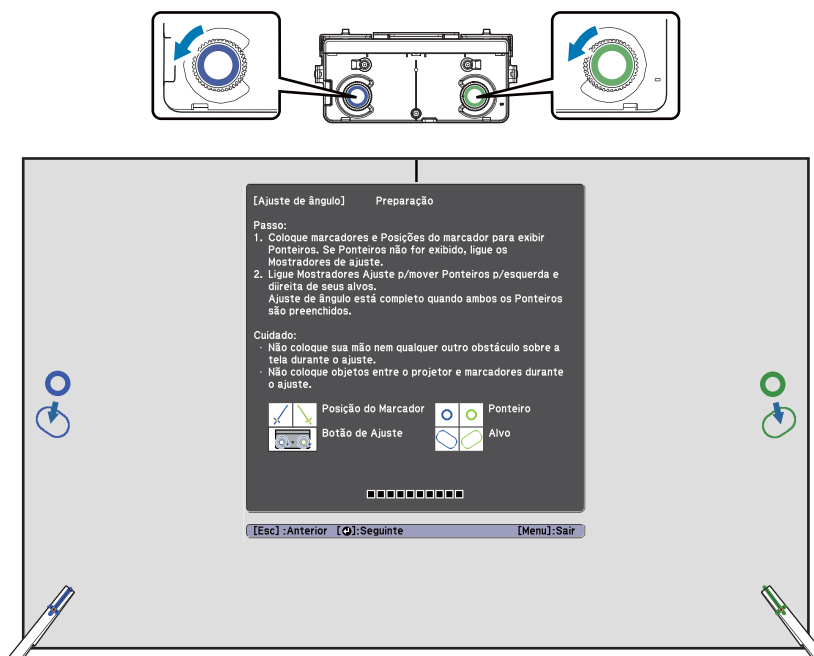 [Ajuste de ângulo] Preparação
Passo:
1. Coloque marcadores e Posições do marcador para exibir
Ponteiros. Se Ponteiros não for exibido, ligue os
Mostradores de ajuste.
2. Ligue Mostradores Ajuste p/mover Ponteiros p/esquerda e
diireita de seus alvos.
Ajuste de ângulo está completo quando ambos os Ponteiros
são preenchidos.
Cuidado:
· Não coloque sua mão nem qualquer outro obstáculo sobre a
tela durante o ajuste.
· Não coloque objetos entre o projetor e marcadores durante
o ajuste.
Posição do Marcador Ponteiro
Botão de Ajuste Alvo
[Esc] :Anterior [⏎]:Seguinte [Menu]:Sair